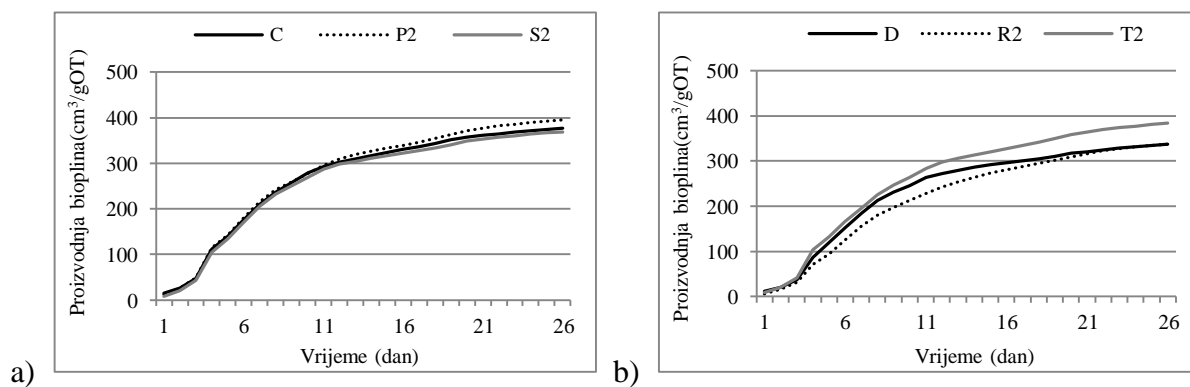 C P2 S2
Proizvodnja bioplina(cm³/gOT)
500
400
300
200
100
0
1 6 11 16 21 26
Vrijeme (dan)
a)
D R2 T2
Proizvodnja bioplina(cm³/gOT)
500
400
300
200
100
0
1 6 11 16 21 26
Vrijeme (dan)
b)